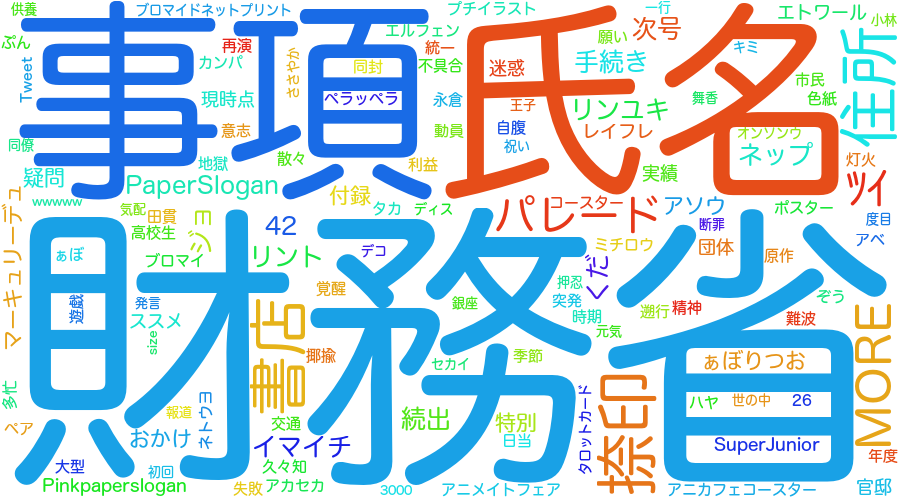 供養
ブロマイドネットプリント
プチイラスト
一行
エトワール
小林
ぷん
Tweet
事項
氏名
住所
再演
カンパ
ささやか
同封
エルフェン
統一
不具合
迷惑
願い
次号
手続き
キミ
市民
色紙
現時点
ペラッペラ
永倉
王子
リンユキ
舞香
同僚
意志
動員
自腹
祝い
レイフレ
オンソンウ
ネップ
灯火
地獄
散々
利益
実績
疑問
PaperSlogan
付録
ツイ
wwwww
気配
田貫
高校生
ジョ
42
タカ
ディス
パレード
コースター
アソウ
断罪
ポスター
度目
マーキュリーデュ
財務省
ぁぼ
ブロマイ
リント
デコ
ミチロウ
団体
原作
アベ
遊戯
発言
ススメ
size
書店
覚醒
銀座
押忍
突発
時期
くだ
元気
遡行
精神
ぞう
難波
MORE
揶揄
セカイ
季節
ぁぼりつお
多忙
ペア
報道
ネトウヨ
交通
続出
特別
タロットカード
捺印
ハヤ
世の中
26
おかけ
イマイチ
日当
SuperJunior
大型
初回
久々知
年度
Pinkpaperslogan
失敗
アカセカ
3000
アニメイトフェア
アニカフェコースター
官邸